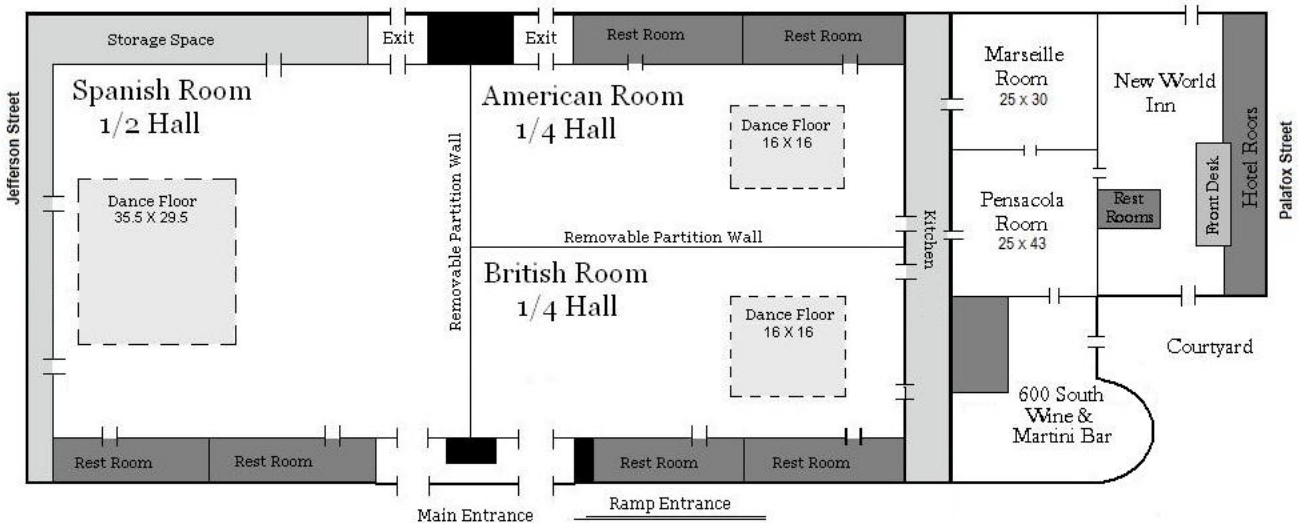 Storage Space
Exit
Exit
Rest Room
Rest Room
Jefferson Street
Spanish Room
1/2 Hall
Dance Floor
35.5 X 29.5
Removable Partition Wall
American Room
1/4 Hall
Dance Floor
16 X 16
Removable Partition Wall
British Room
1/4 Hall
Dance Floor
16 X 16
Kitchen
Marseille
Room
25 x 30
Pensacola
Room
25 x 43
New World
Inn
Rest
Rooms
Front Desk
Hotel Roors
Palafox Street
Courtyard
600 South
Wine &
Martini Bar
Rest Room
Rest Room
Rest Room
Rest Room
Main Entrance
Ramp Entrance